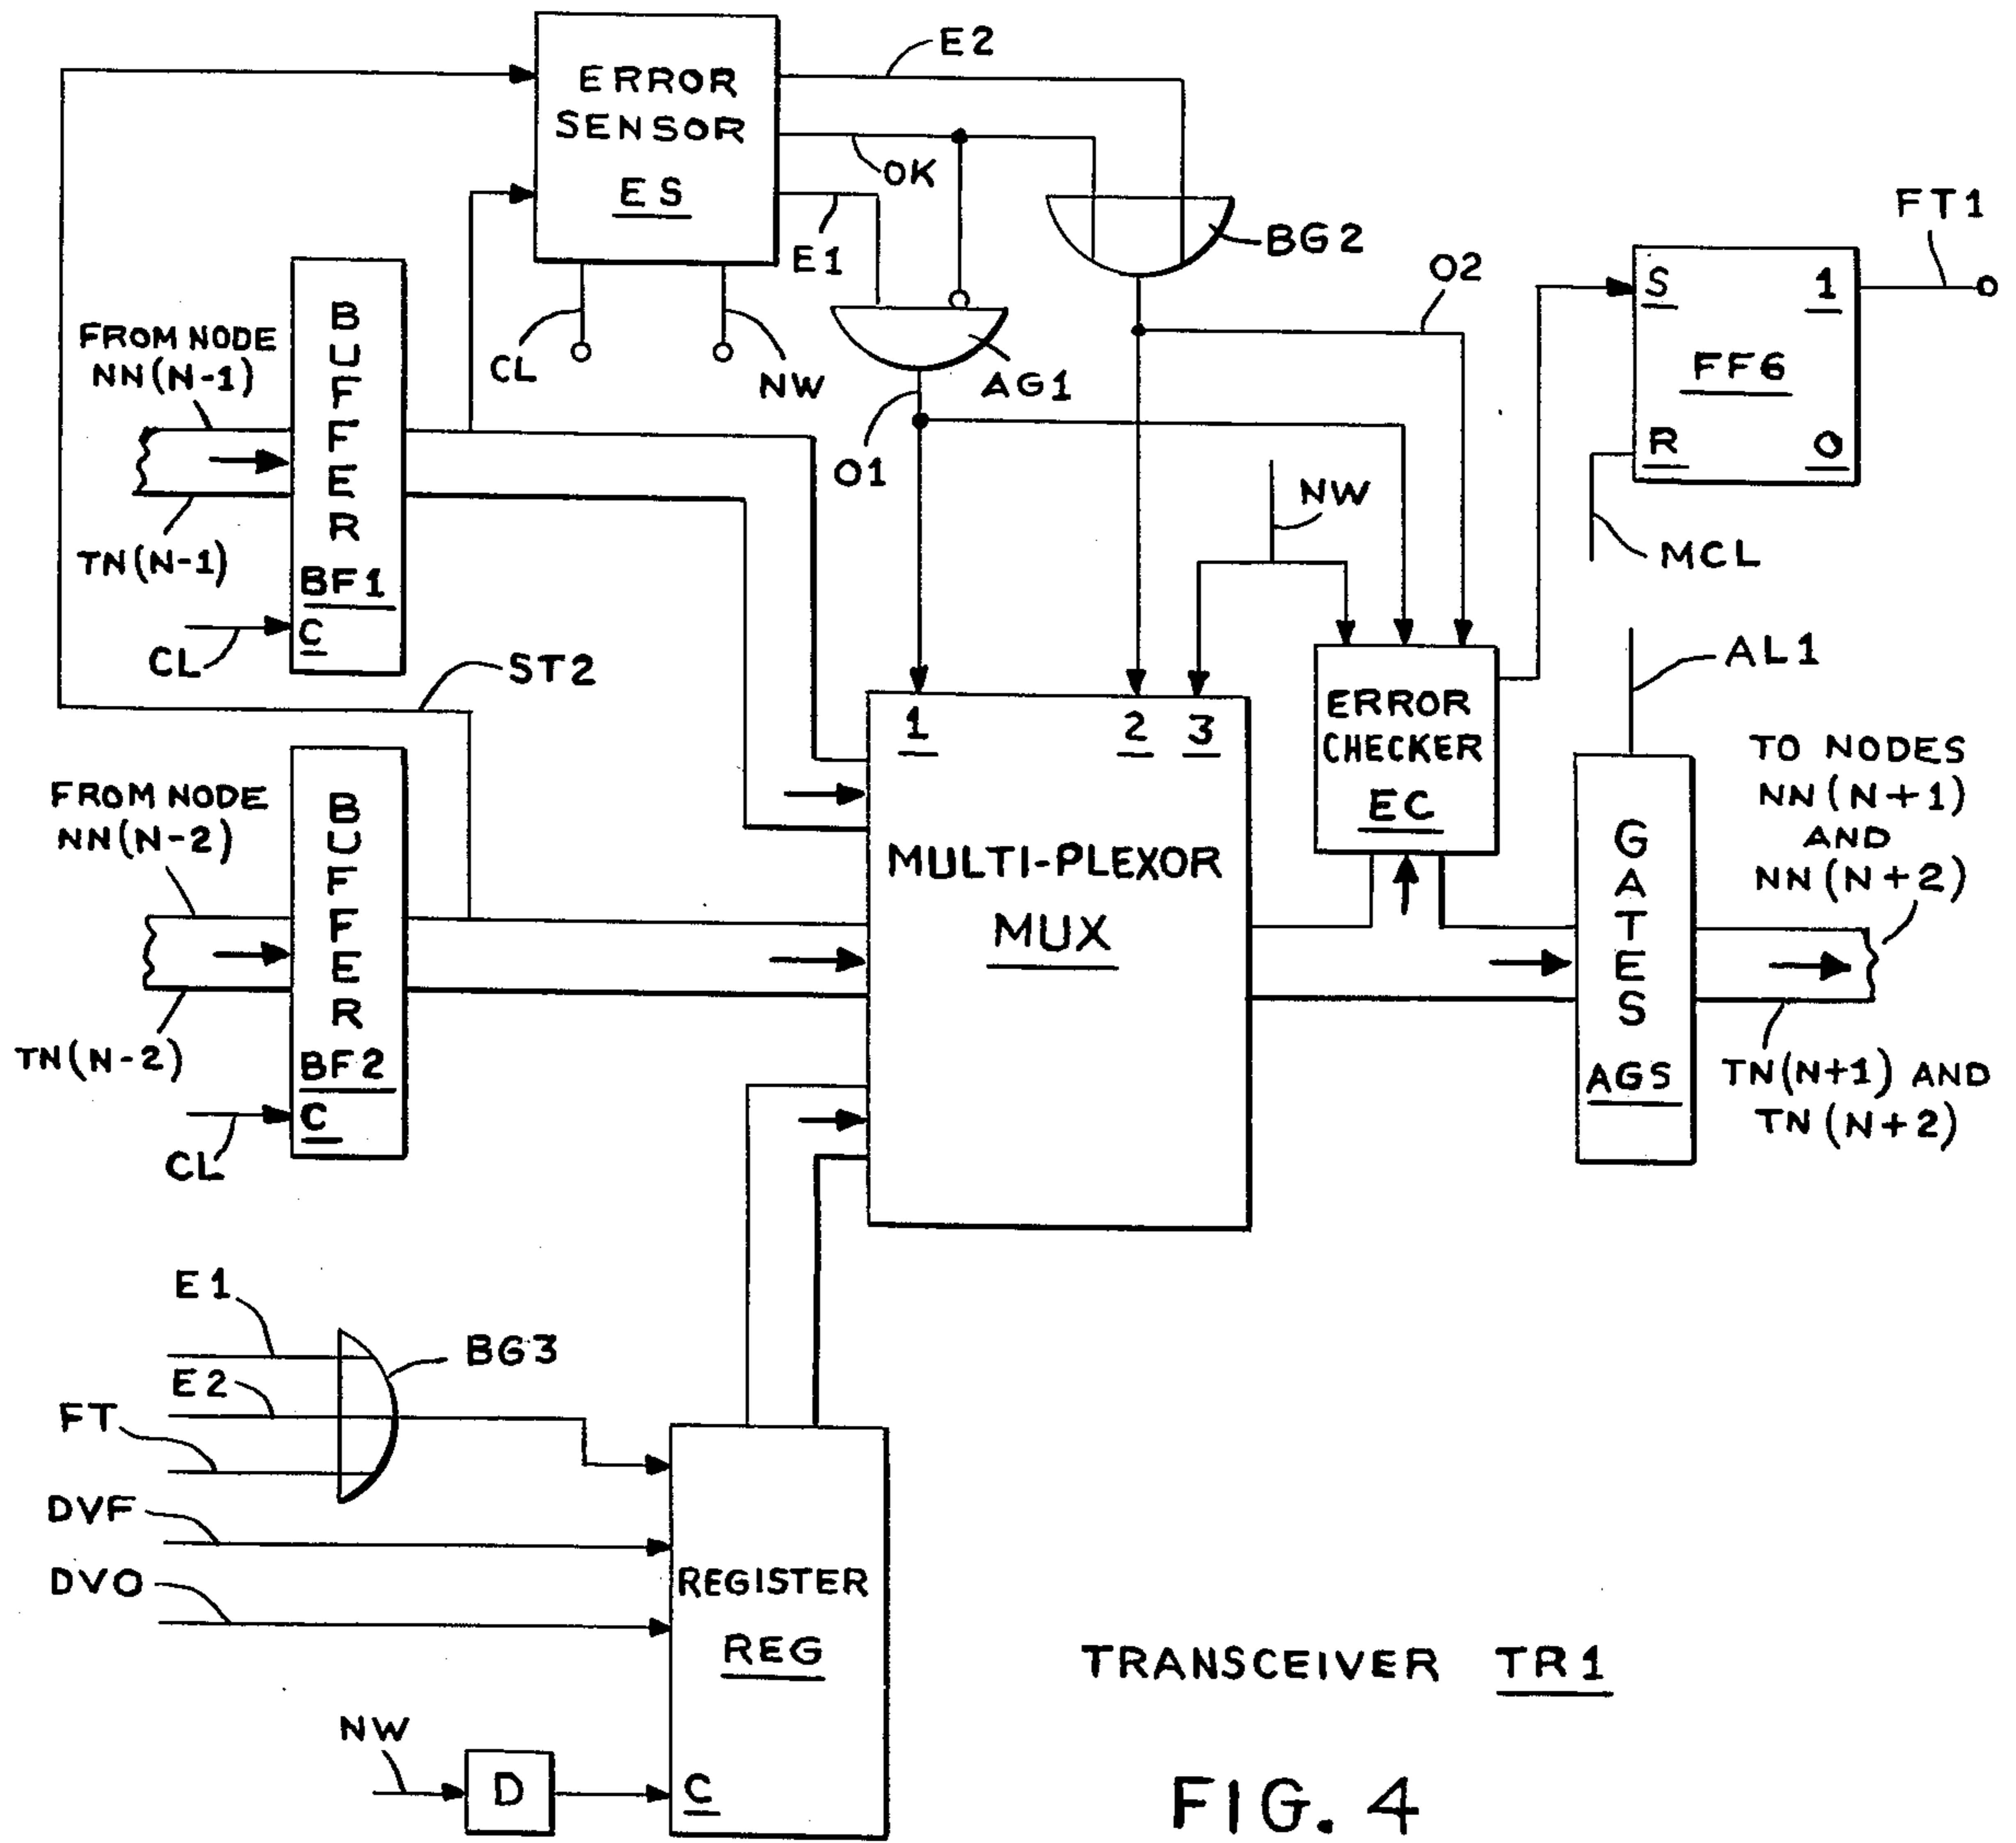 E2
ERROR
SENSOR
ES
OK
E1
BG2
FT1
O2
S
1
FF6
R
O
MCL
FROM NODE
NN(N-1)
TN(N-1)
BUFFER
BF1
C
CL
CL
NW
AG1
O1
NW
ST2
AL1
FROM NODE
NN(N-2)
TN(N-2)
BUFFER
BF2
C
CL
1
2
3
MULTI-PLEXOR
MUX
ERROR
CHECKER
EC
GATES
AGS
TO NODES
NN(N+1)
AND
NN(N+2)
TN(N+1) AND
TN(N+2)
E1
E2
FT
BG3
DVF
DVO
REGISTER
REG
NW
D
C
TRANSCEIVER TR1
FIG. 4